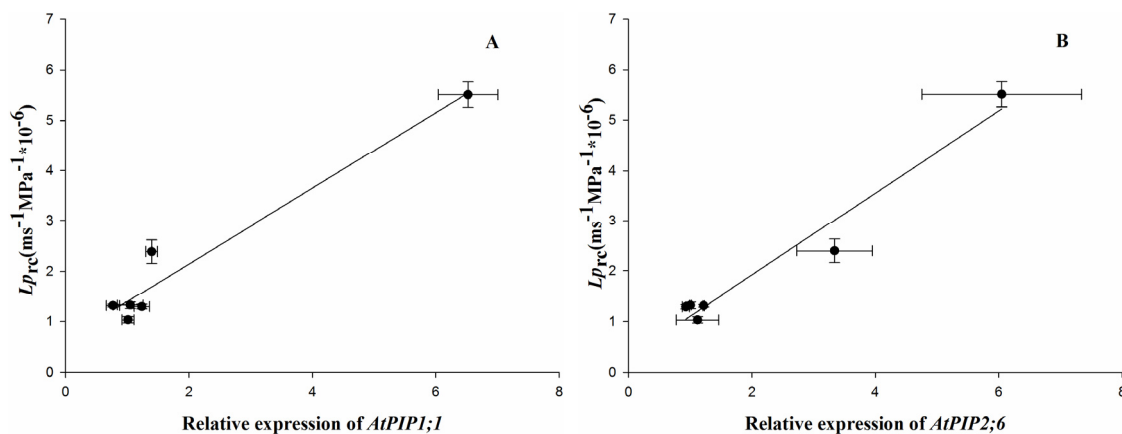 A
7
6
5
4
3
2
1
0
Lprc(ms-1MPa-1*10-6)
0 2 4 6 8
Relative expression of AtPIP1;1
B
7
6
5
4
3
2
1
0
Lprc(ms-1MPa-1*10-6)
0 2 4 6 8
Relative expression of AtPIP2;6